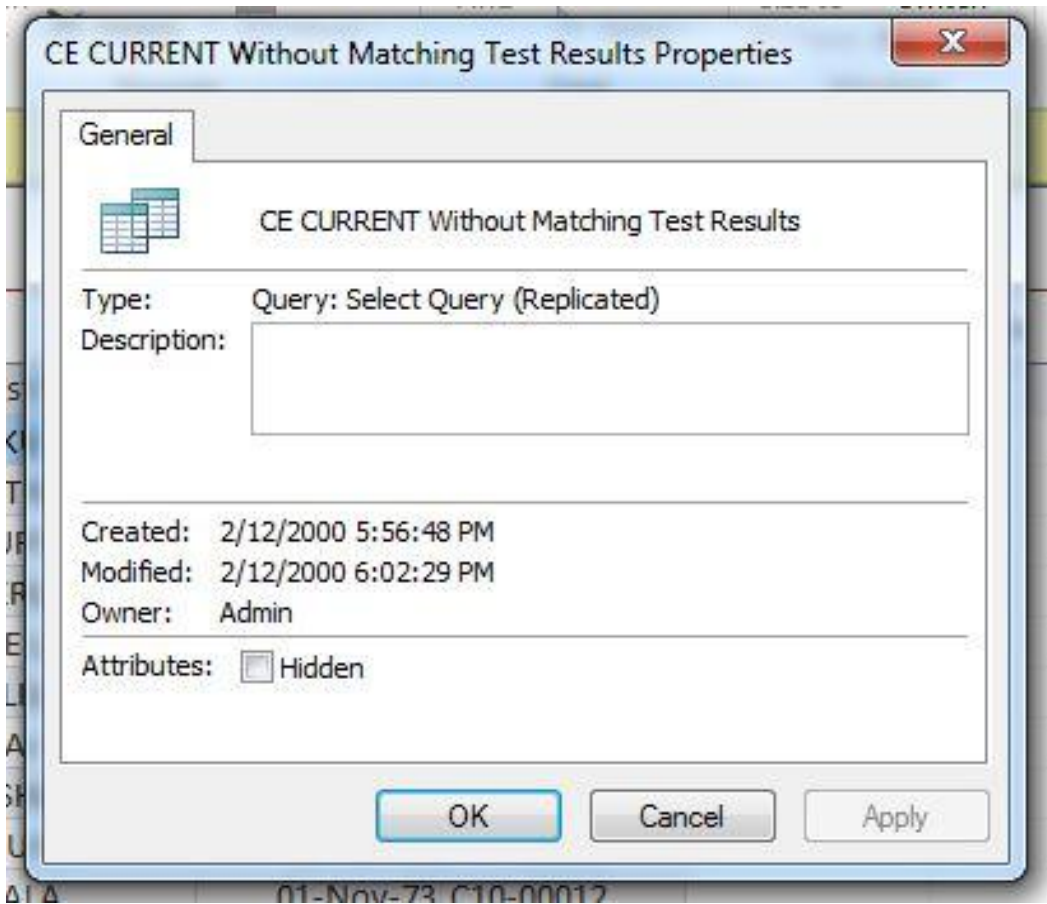 CE CURRENT Without Matching Test Results Properties
General
CE CURRENT Without Matching Test Results
Type: Query: Select Query (Replicated)
Description:
Created: 2/12/2000 5:56:48 PM
Modified: 2/12/2000 6:02:29 PM
Owner: Admin
Attributes: Hidden
OK Cancel Apply
01-Nov-73 C10-00012